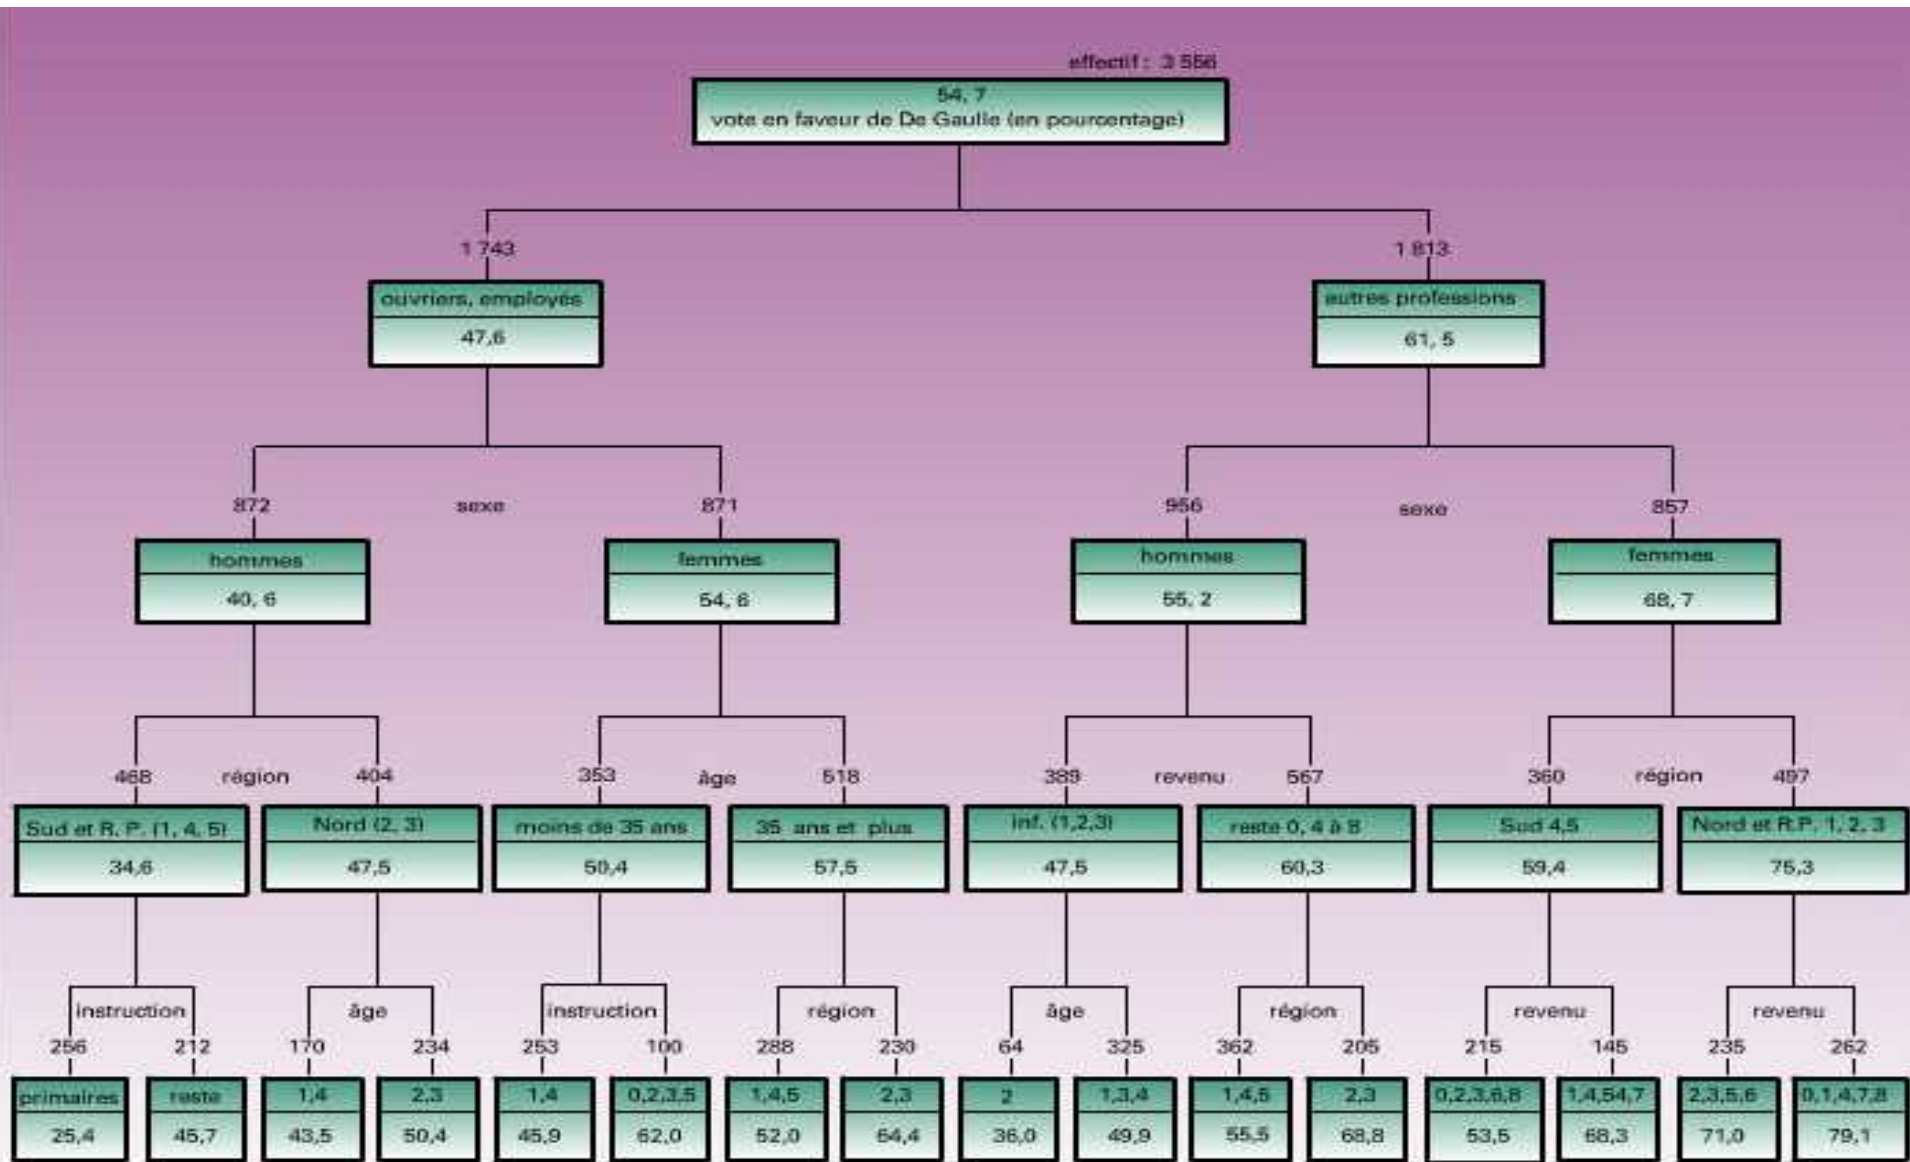 effectif : 3 556
54, 7
vote en faveur de De Gaulle (en pourcentage)
1 743 1 813
ouvriers, employés autres professions
47,6 61, 5
872 sexe 871 956 sexe 857
hommes femmes hommes femmes
40, 6 54, 6 55, 2 68, 7
468 région 404 353 âge 518 389 revenu 567 360 région 497
Sud et R. P. (1, 4, 5) Nord (2, 3) moins de 35 ans 35 ans et plus inf. (1,2,3) reste 0, 4 à 8 Sud 4,5 Nord et R.P. 1, 2, 3
34,6 47,5 50,4 57,5 47,5 60,3 59,4 75,3
instruction âge instruction région âge région revenu revenu
256 212 170 234 253 100 288 230 64 325 362 205 215 145 235 262
primaires reste 1,4 2,3 1,4 0,2,3,5 1,4,5 2,3 2 1,3,4 1,4,5 2,3 0,2,3,6,8 1,4,54,7 2,3,5,6 0,1,4,7,8
25,4 45,7 43,5 50,4 45,9 62,0 52,0 64,4 36,0 49,9 55,5 68,8 53,5 68,3 71,0 79,1